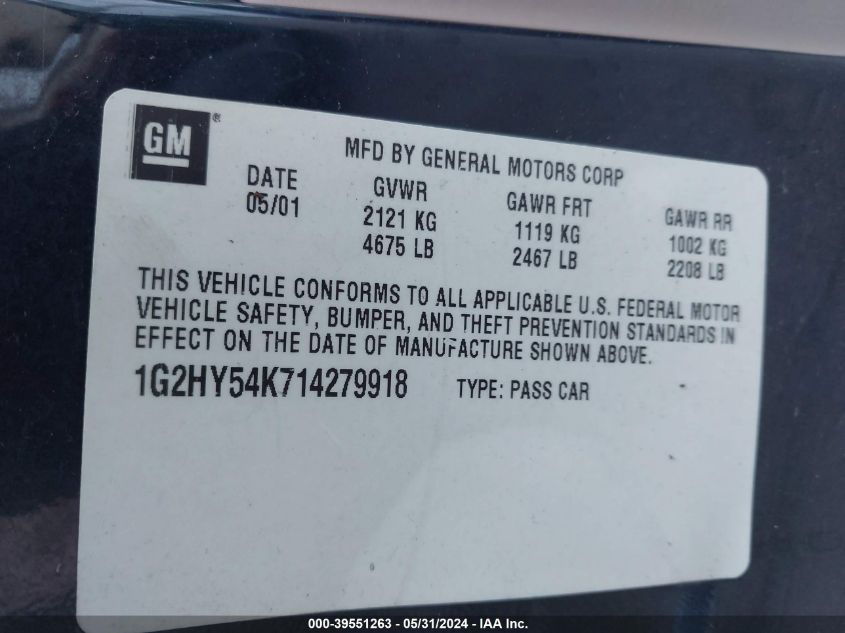 GM®
MFD BY GENERAL MOTORS CORP
DATE GVWR GAWR FRT GAWR RR
05/01 2121 KG 1119 KG 1002 KG
4675 LB 2467 LB 2208 LB
THIS VEHICLE CONFORMS TO ALL APPLICABLE U.S. FEDERAL MOTOR
VEHICLE SAFETY, BUMPER, AND THEFT PREVENTION STANDARDS IN
EFFECT ON THE DATE OF MANUFACTURE SHOWN ABOVE.
1G2HY54K714279918 TYPE: PASS CAR
000-39551263 - 05/31/2024 - IAA Inc.